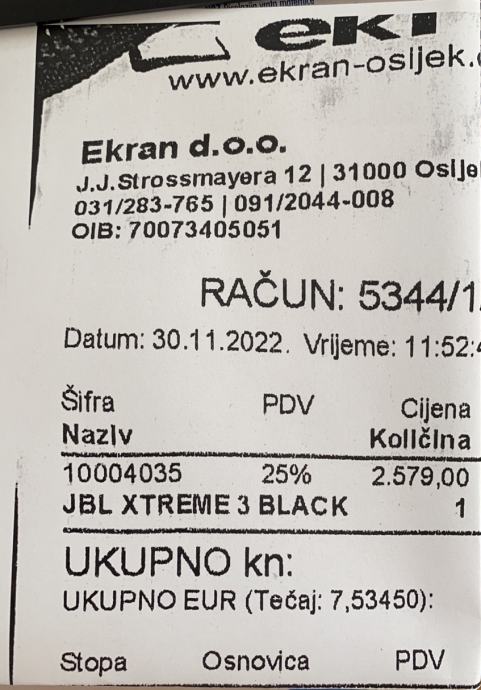 www.ekran-osijek.
Ekran d.o.o.
J.J.Strossmayera 12 | 31000 Osije
031/283-765 | 091/2044-008
OIB: 70073405051
RAČUN: 5344/1
Datum: 30.11.2022. Vrijeme: 11:52:4
Šifra PDV Cijena
Naziv Količina
10004035 25% 2.579,00
JBL XTREME 3 BLACK 1
UKUPNO kn:
UKUPNO EUR (Tečaj: 7,53450):
Stopa Osnovica PDV